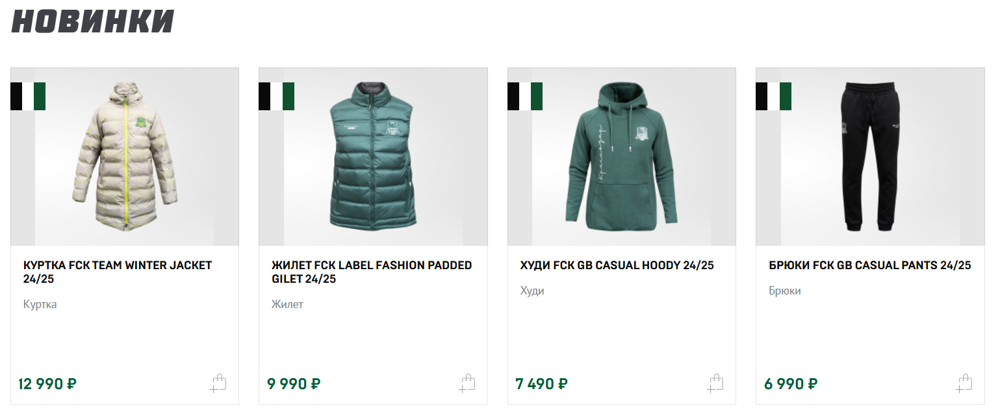 НОВИНКИ
КУРТКА FCK TEAM WINTER JACKET
24/25
Куртка
12 990 ₽
ЖИЛЕТ FCK LABEL FASHION PADDED
GILET 24/25
Жилет
9 990 ₽
Краснодар
ХУДИ FCK GB CASUAL HOODY 24/25
Худи
7 490 ₽
БРЮКИ FCK GB CASUAL PANTS 24/25
Брюки
6 990 ₽